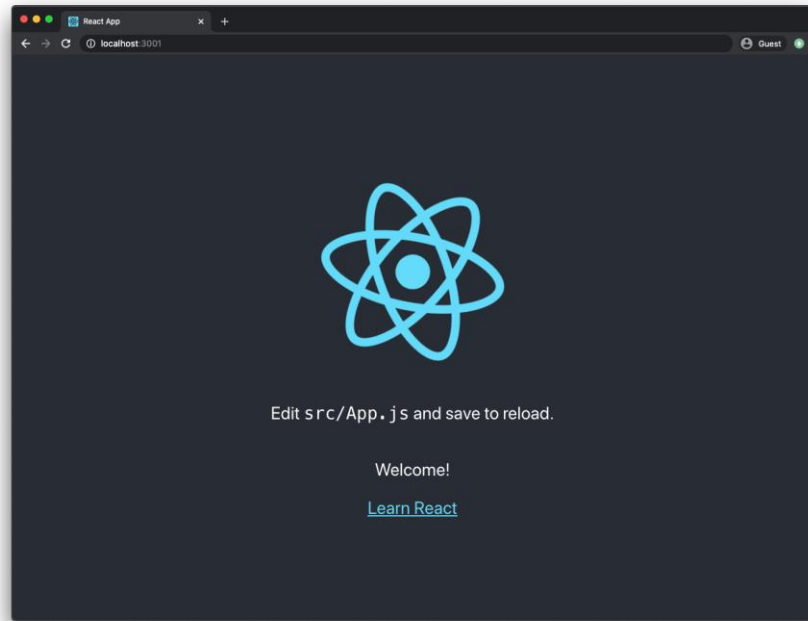 React App
localhost:3001
Guest
Edit src/App.js and save to reload.
Welcome!
Learn React